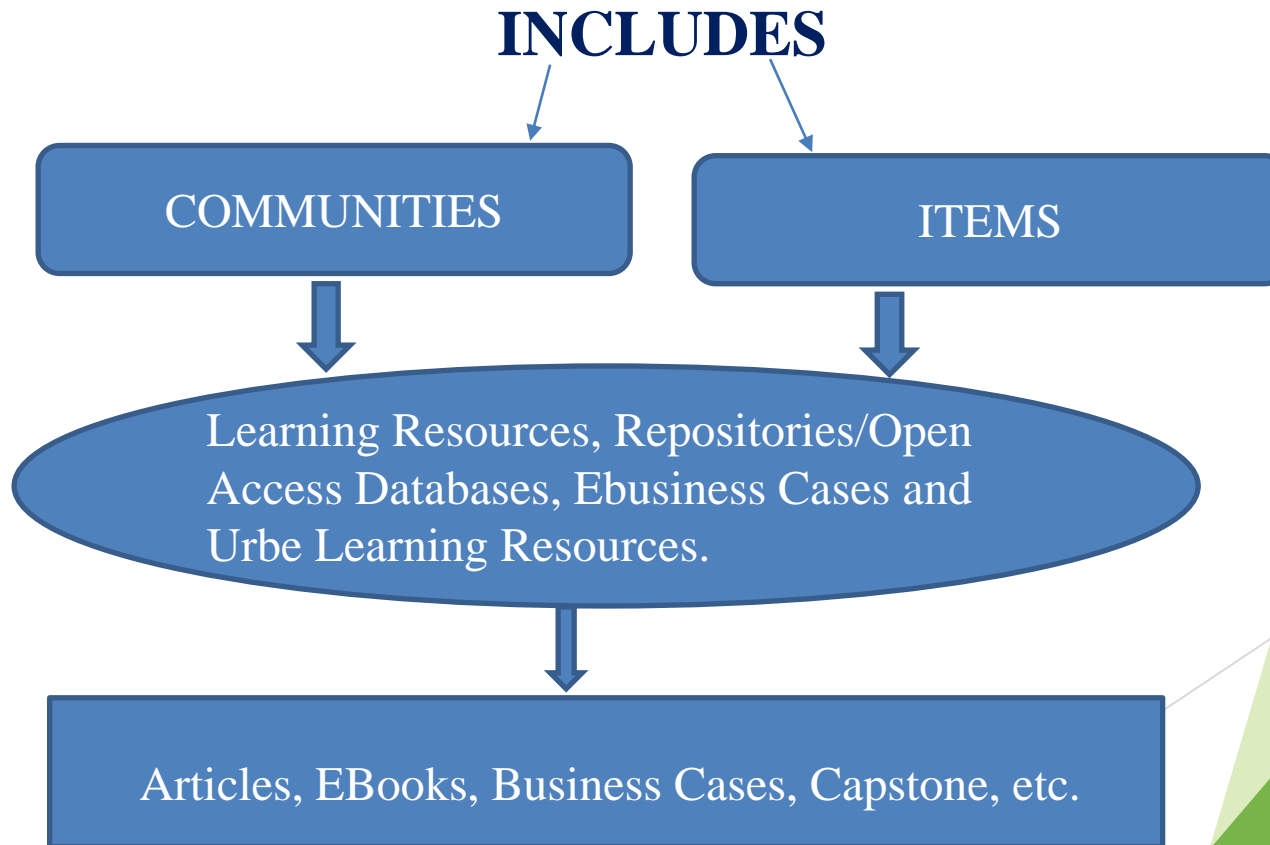 INCLUDES
COMMUNITIES
ITEMS
Learning Resources, Repositories/Open
Access Databases, Ebusiness Cases and
Urbe Learning Resources.
Articles, EBooks, Business Cases, Capstone, etc.